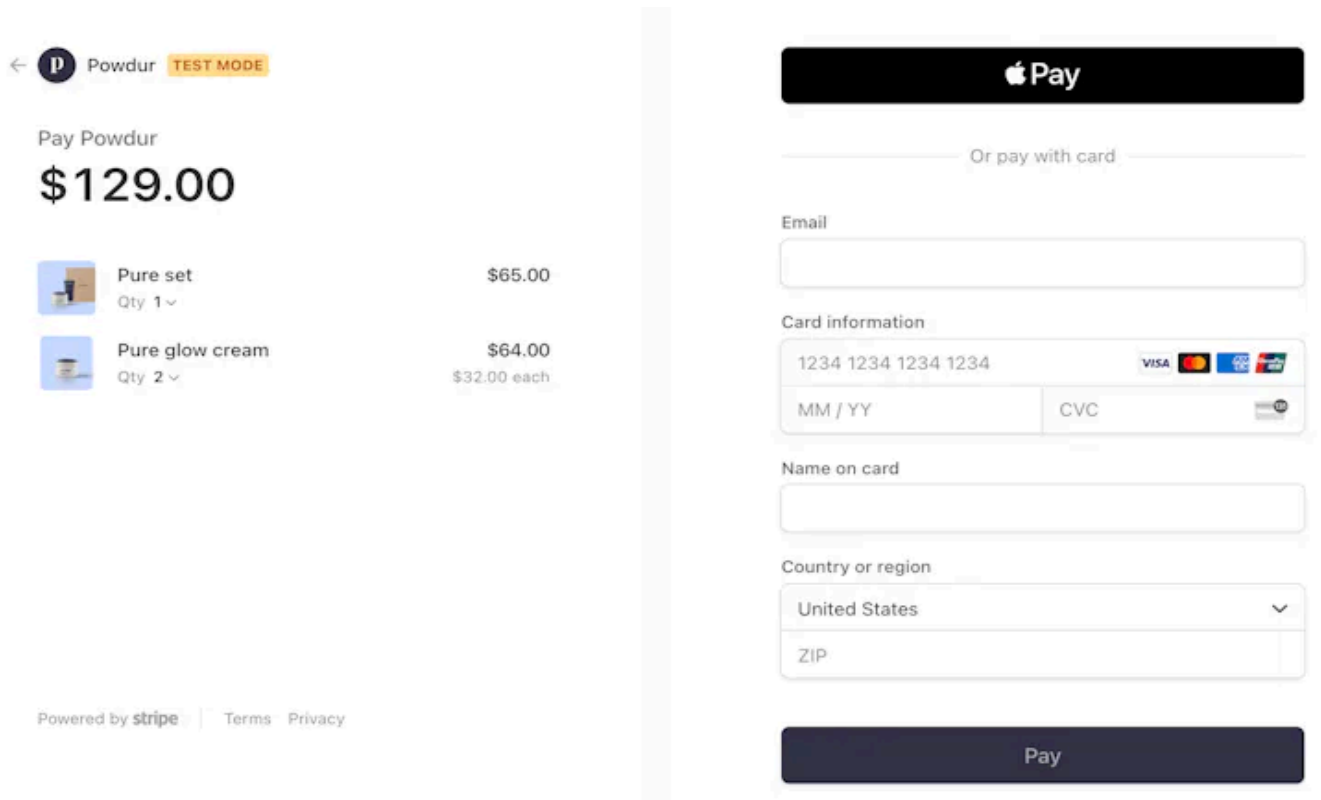 Powdur TEST MODE
Pay Powdur
$129.00
Pure set $65.00
Qty 1
Pure glow cream $64.00
Qty 2 $32.00 each
Powered by stripe Terms Privacy
Pay
Or pay with card
Email
Card information
1234 1234 1234 1234 VISA
MM / YY CVC
Name on card
Country or region
United States
ZIP
Pay